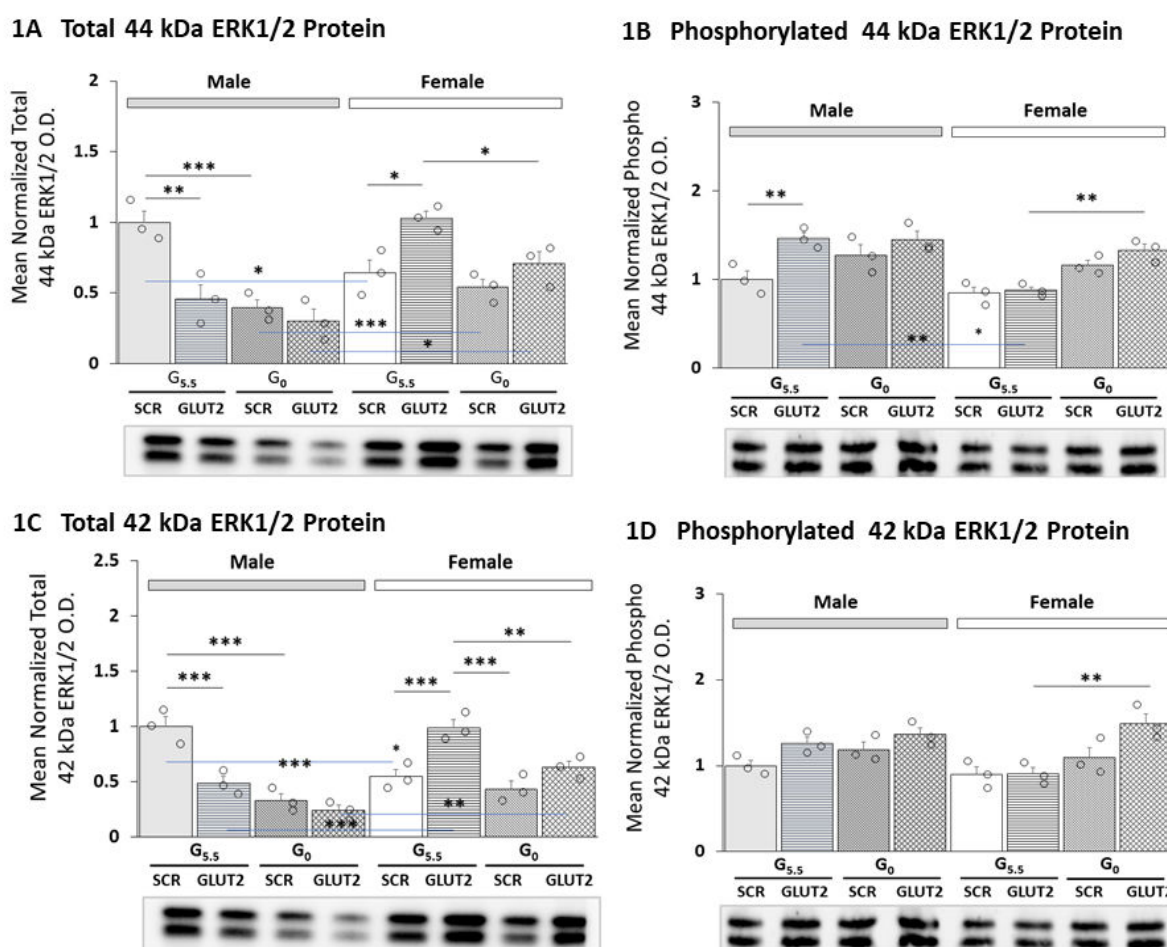 1A Total 44 kDa ERK1/2 Protein
Mean Normalized Total
44 kDa ERK1/2 O.D.
2
1.5
1
0.5
0
Male
Female
***
**
*
*
*
***
*
G5.5
G0
G5.5
G0
SCR GLUT2 SCR GLUT2 SCR GLUT2 SCR GLUT2
1B Phosphorylated 44 kDa ERK1/2 Protein
Mean Normalized Phospho
44 kDa ERK1/2 O.D.
3
2
1
0
Male
Female
**
**
**
*
G5.5
G0
G5.5
G0
SCR GLUT2 SCR GLUT2 SCR GLUT2 SCR GLUT2
1C Total 42 kDa ERK1/2 Protein
Mean Normalized Total
42 kDa ERK1/2 O.D.
2.5
2
1.5
1
0.5
0
Male
Female
***
***
**
***
***
*
***
**
***
G5.5
G0
G5.5
G0
SCR GLUT2 SCR GLUT2 SCR GLUT2 SCR GLUT2
1D Phosphorylated 42 kDa ERK1/2 Protein
Mean Normalized Phospho
42 kDa ERK1/2 O.D.
3
2
1
0
Male
Female
**
G5.5
G0
G5.5
G0
SCR GLUT2 SCR GLUT2 SCR GLUT2 SCR GLUT2